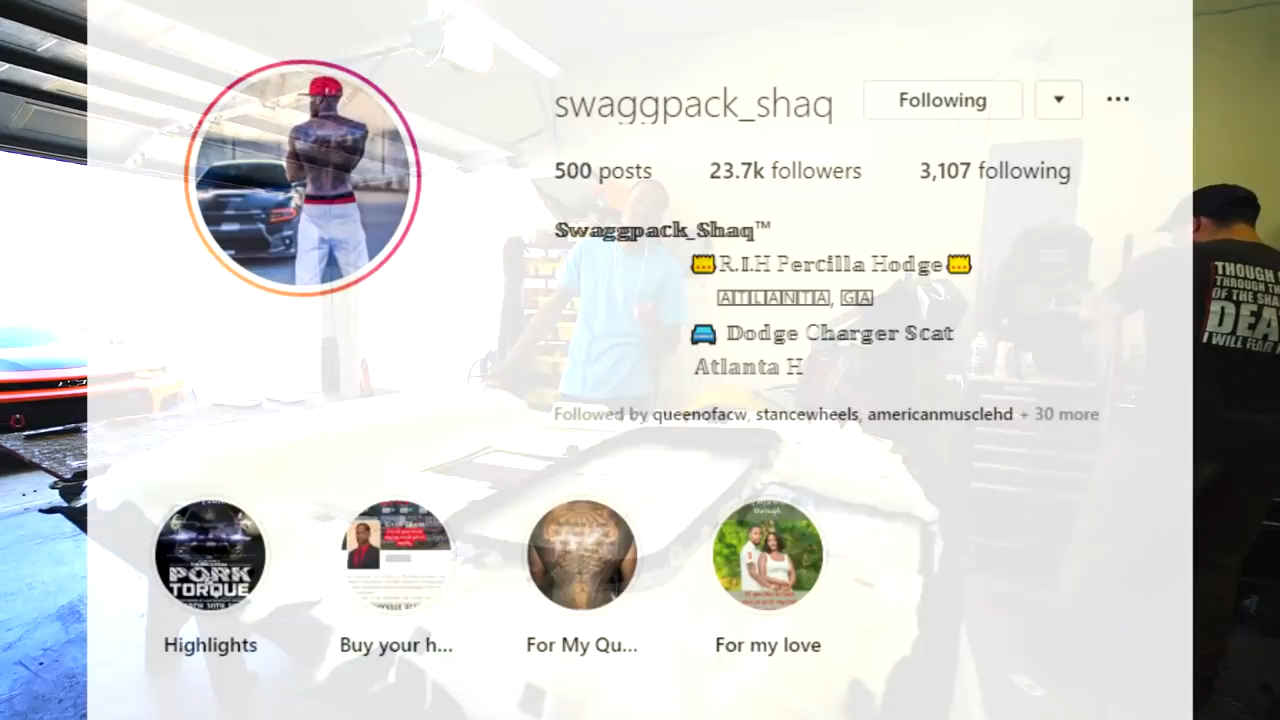 swaggpack_shaq Following
500 posts 23.7k followers 3,107 following
Swaggpack_Shaq™
R.I.H Percilla Hodge
ATLANTA, GA
Dodge Charger Scat
Atlanta H
Followed by queenofacw, stancewheels, americanmusclehd + 30 more
PORK
TORQUE
Highlights Buy your h... For My Qu... For my love
THOUGH
THROUGH
OF THE
I WILL FEAR